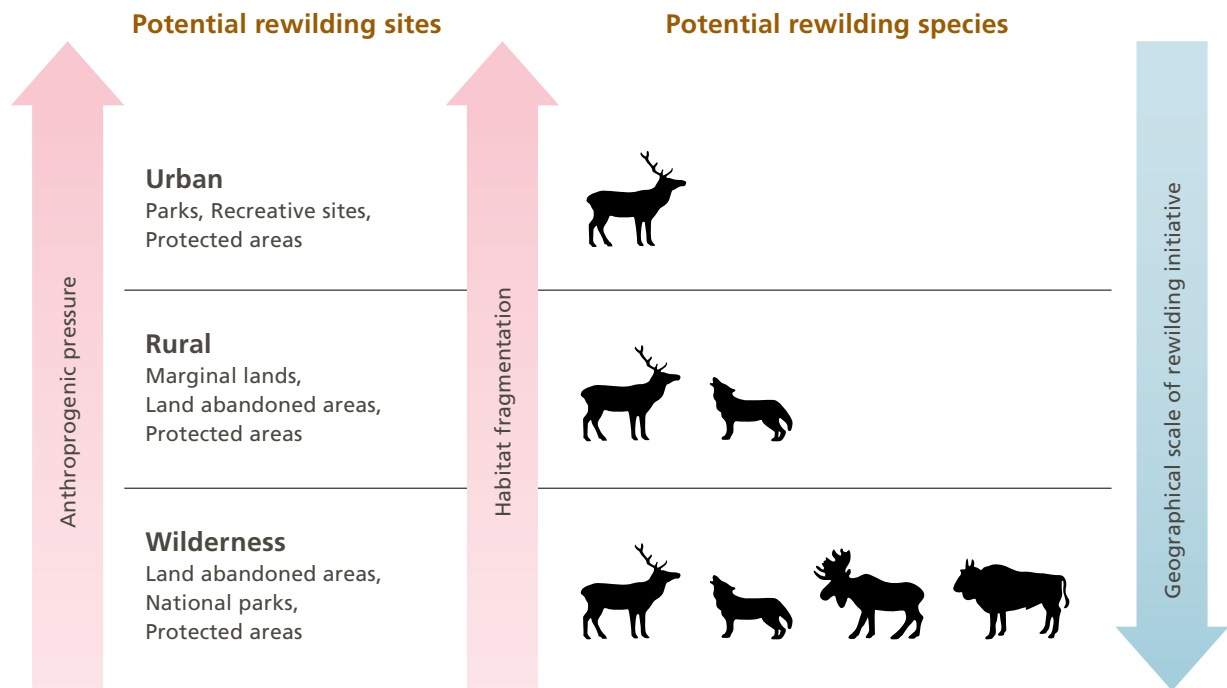 Potential rewilding sites
Potential rewilding species
Anthroprogenic pressure
Urban
Parks, Recreative sites,
Protected areas
Rural
Marginal lands,
Land abandoned areas,
Protected areas
Wilderness
Land abandoned areas,
National parks,
Protected areas
Habitat fragmentation
Geographical scale of rewilding initiative